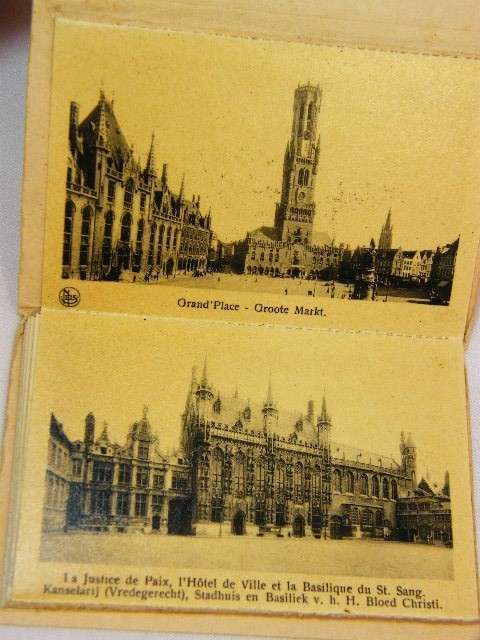 Grand'Place - Groote Markt.
La Justice de Paix, l'Hôtel de Ville et la Basilique du St. Sang.
Kanselarij (Vredegerecht), Stadhuis en Basiliek v. h. H. Bloed Christi.